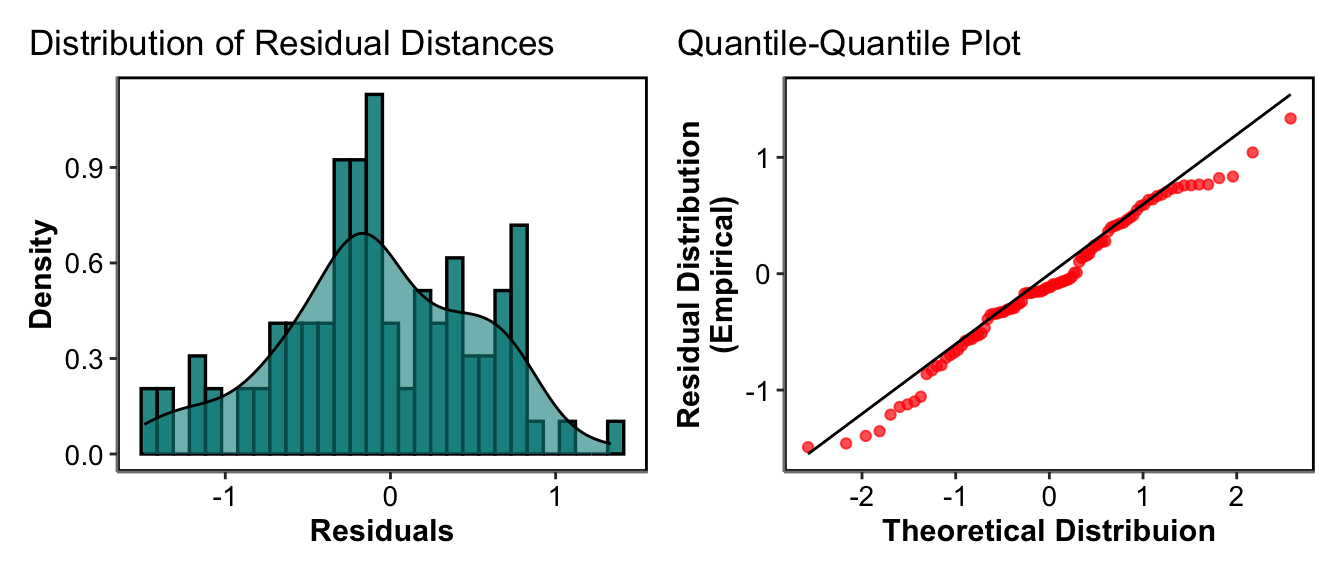 Distribution of Residual Distances
Density
0.9
0.6
0.3
0.0
-1
0
1
Residuals
Quantile-Quantile Plot
Residual Distribution
(Empirical)
1
0
-1
-2
-1
0
1
2
Theoretical Distribuion